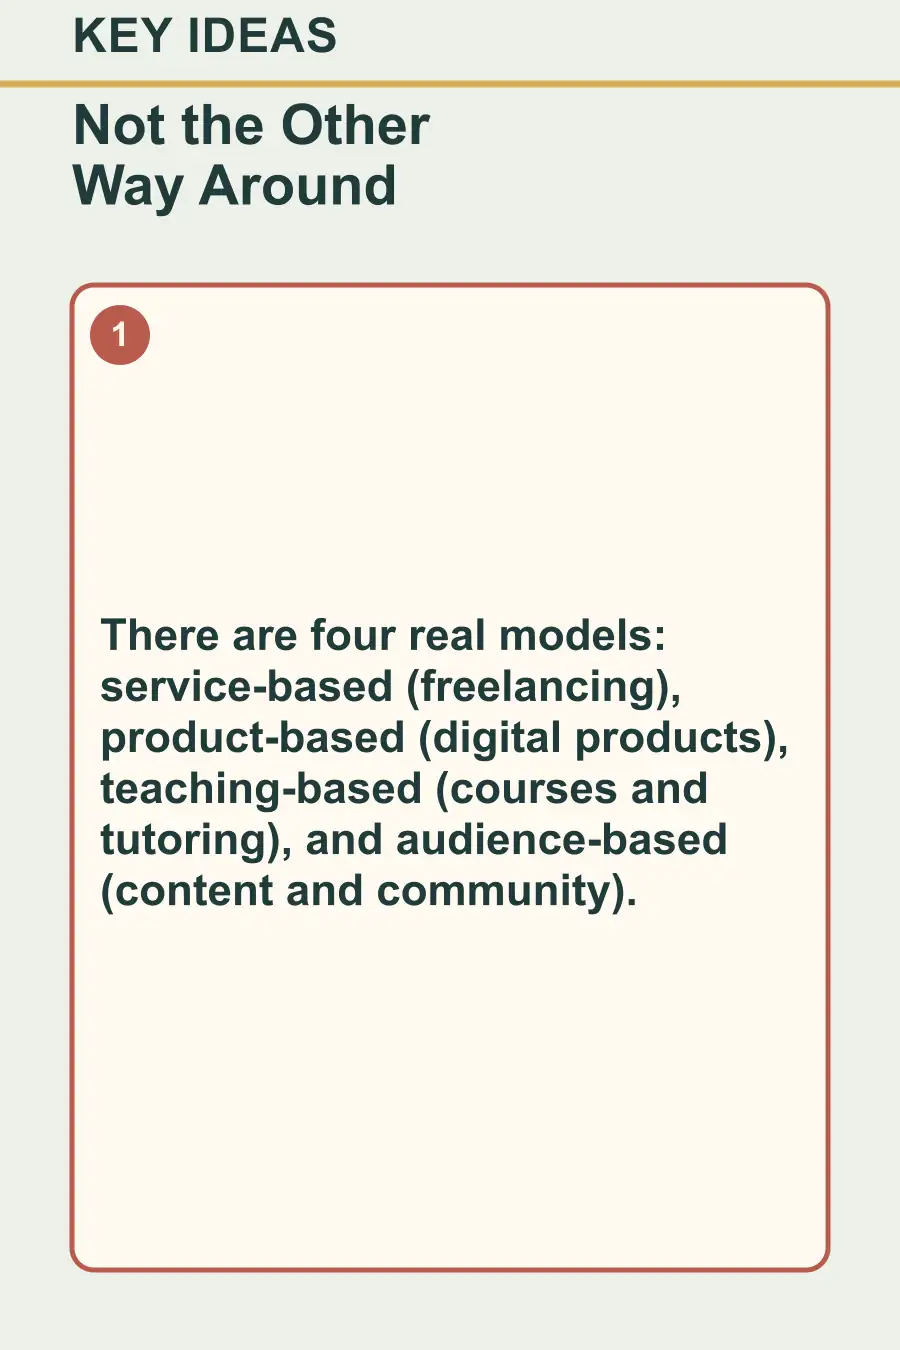 KEY IDEAS
Not the Other
Way Around
1
There are four real models:
service-based (freelancing),
product-based (digital products),
teaching-based (courses and
tutoring), and audience-based
(content and community).